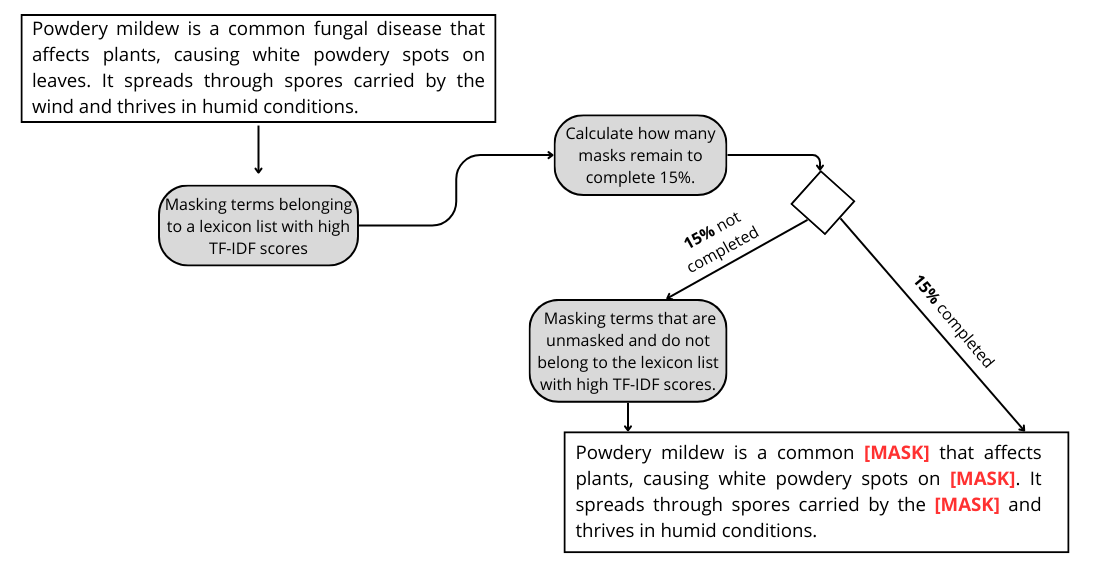 Powdery mildew is a common fungal disease that
affects plants, causing white powdery spots on
leaves. It spreads through spores carried by the
wind and thrives in humid conditions.
Masking terms belonging
to a lexicon list with high
TF-IDF scores
Calculate how many
masks remain to
complete 15%.
15% not
completed
15% completed
Masking terms that are
unmasked and do not
belong to the lexicon list
with high TF-IDF scores.
Powdery mildew is a common [MASK] that affects
plants, causing white powdery spots on [MASK]. It
spreads through spores carried by the [MASK] and
thrives in humid conditions.